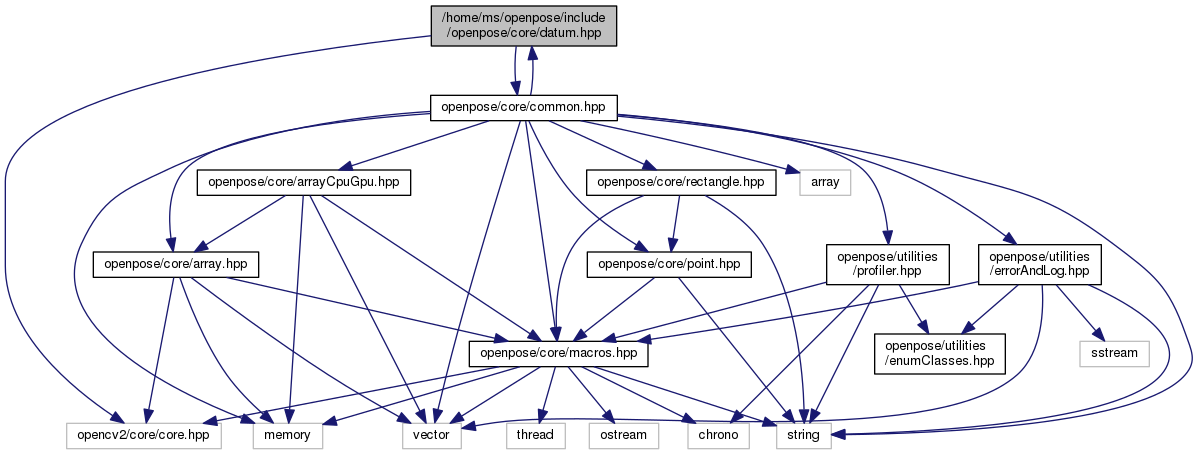 /home/ms/openpose/include
/openpose/core/datum.hpp
openpose/core/common.hpp
openpose/core/arrayCpuGpu.hpp
openpose/core/rectangle.hpp
array
openpose/core/array.hpp
openpose/core/point.hpp
openpose/utilities
/profiler.hpp
openpose/utilities
/errorAndLog.hpp
openpose/core/macros.hpp
openpose/utilities
/enumClasses.hpp
sstream
opencv2/core/core.hpp
memory
vector
thread
ostream
chrono
string